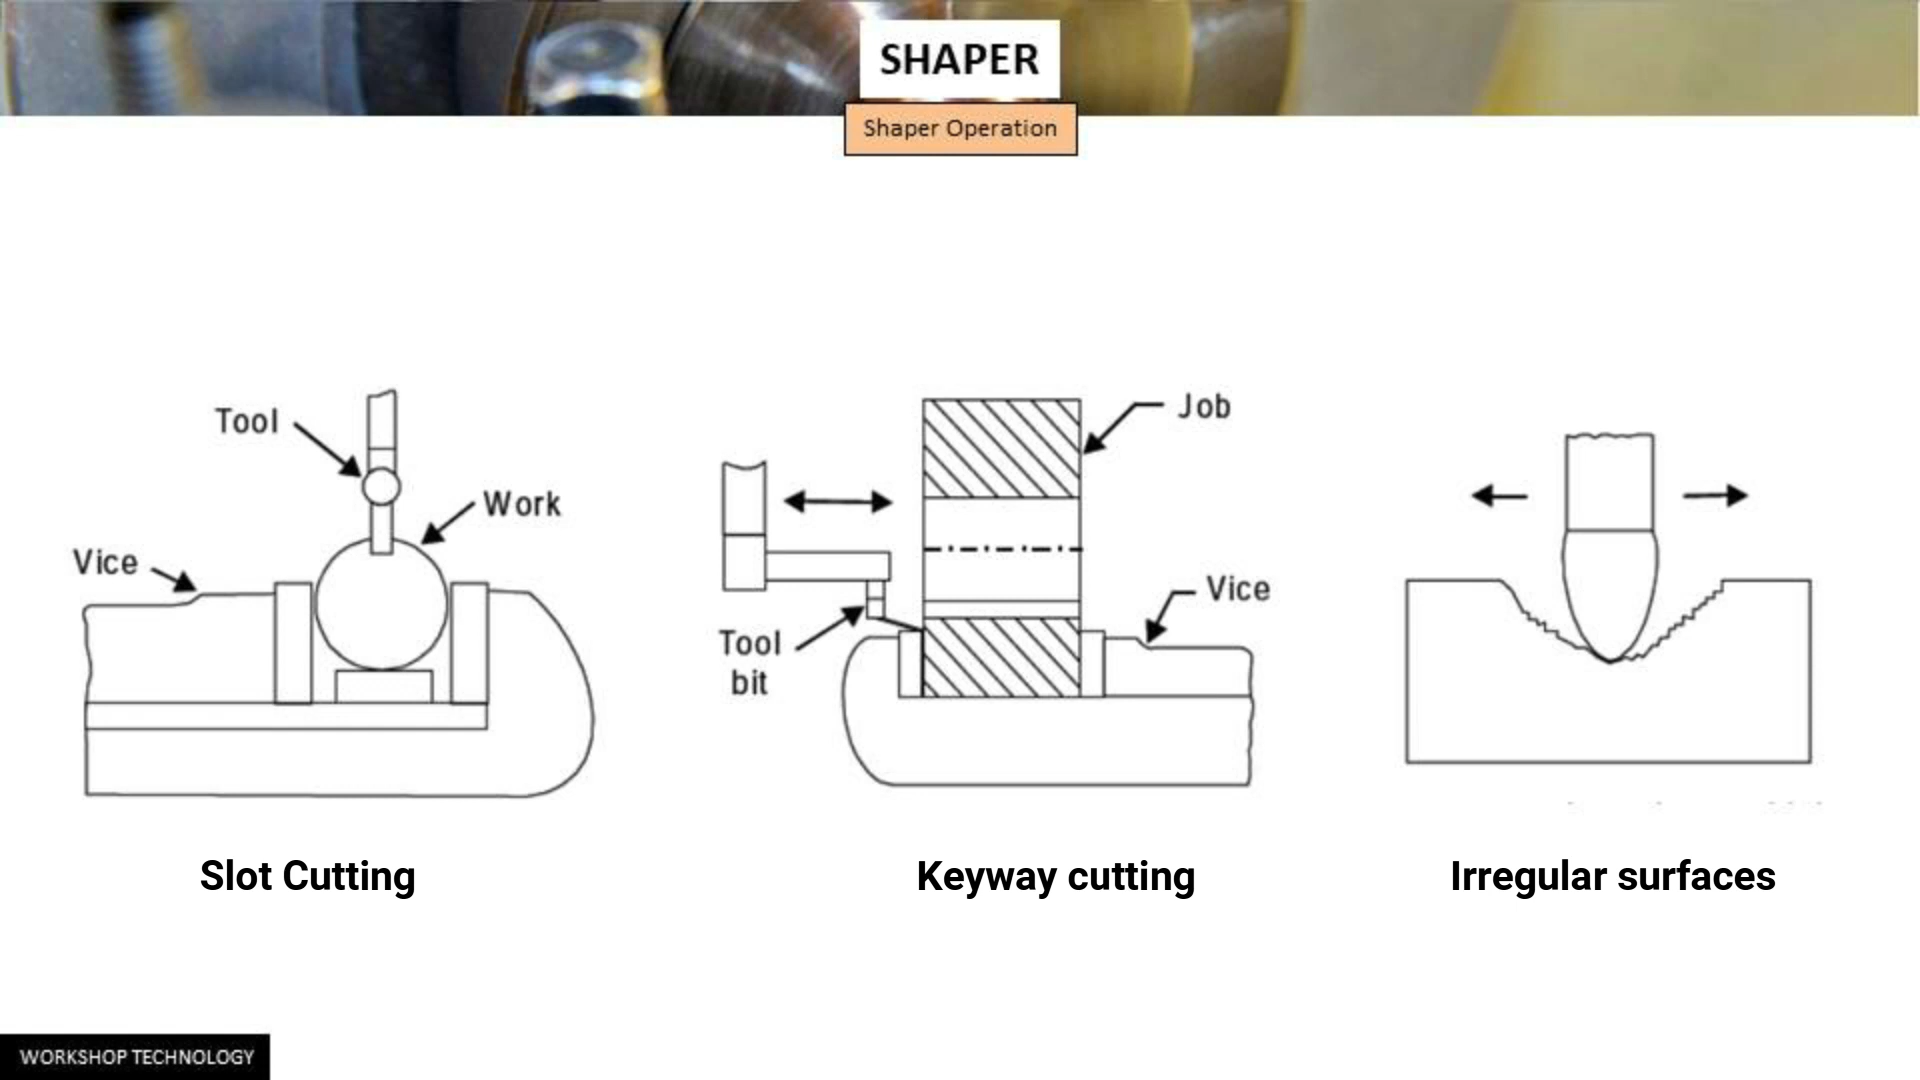 SHAPER
Shaper Operation
Tool
Work
Vice
Job
Vice
Tool
bit
Slot Cutting
Keyway cutting
Irregular surfaces
WORKSHOP TECHNOLOGY